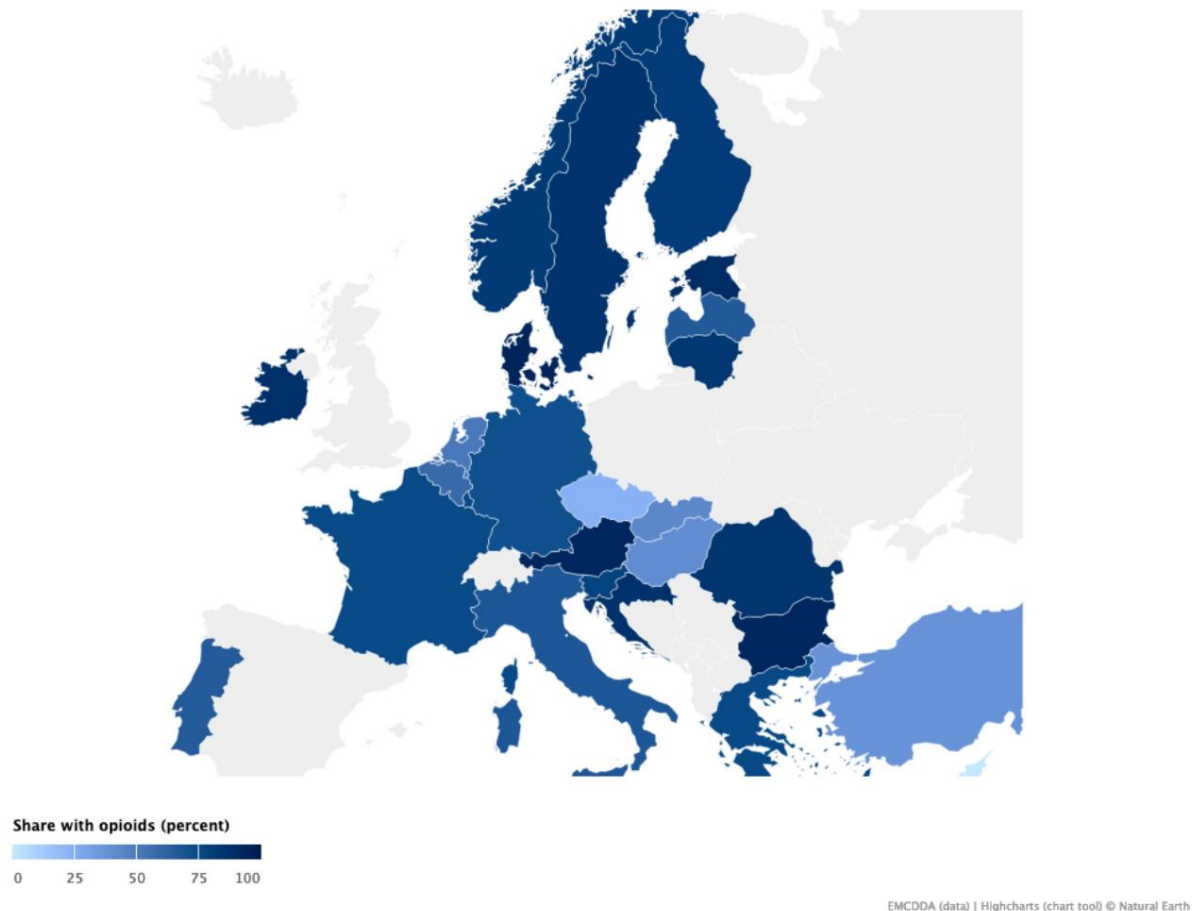 Share with opioids (percent)
0 25 50 75 100
EMCDDA (data) | Highcharts (chart tool) © Natural Earth